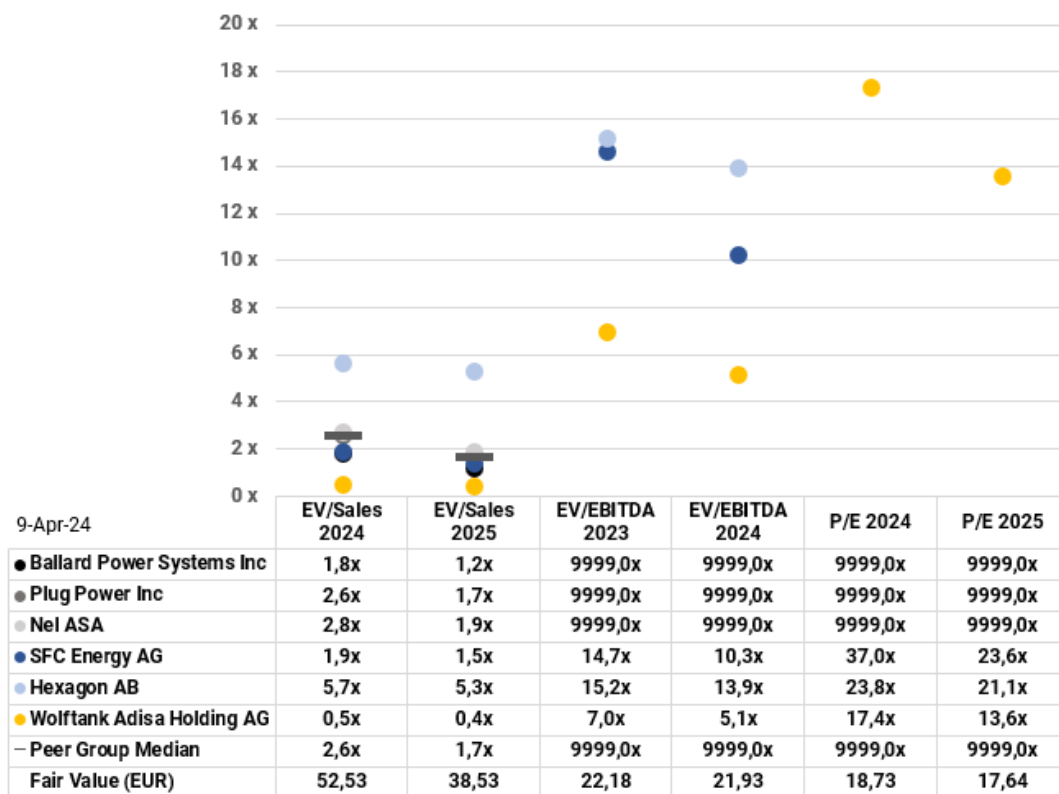 20 x
18 x
16 x
14 x
12 x
10 x
8 x
6 x
4 x
2 x
0 x
9-Apr-24 EV/Sales 2024 EV/Sales 2025 EV/EBITDA 2023 EV/EBITDA 2024 P/E 2024 P/E 2025
Ballard Power Systems Inc 1,8x 1,2x 9999,0x 9999,0x 9999,0x 9999,0x
Plug Power Inc 2,6x 1,7x 9999,0x 9999,0x 9999,0x 9999,0x
Nel ASA 2,8x 1,9x 9999,0x 9999,0x 9999,0x 9999,0x
SFC Energy AG 1,9x 1,5x 14,7x 10,3x 37,0x 23,6x
Hexagon AB 5,7x 5,3x 15,2x 13,9x 23,8x 21,1x
Wolftank Adisa Holding AG 0,5x 0,4x 7,0x 5,1x 17,4x 13,6x
Peer Group Median 2,6x 1,7x 9999,0x 9999,0x 9999,0x 9999,0x
Fair Value (EUR) 52,53 38,53 22,18 21,93 18,73 17,64